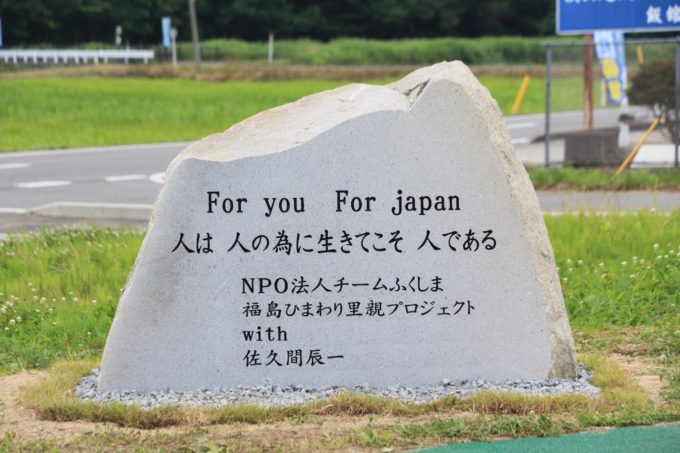 飯舘
For you For japan
人は 人の為に生きてこそ 人である
NPO法人チームふくしま
福島ひまわり里親プロジェクト
with
佐久間辰一